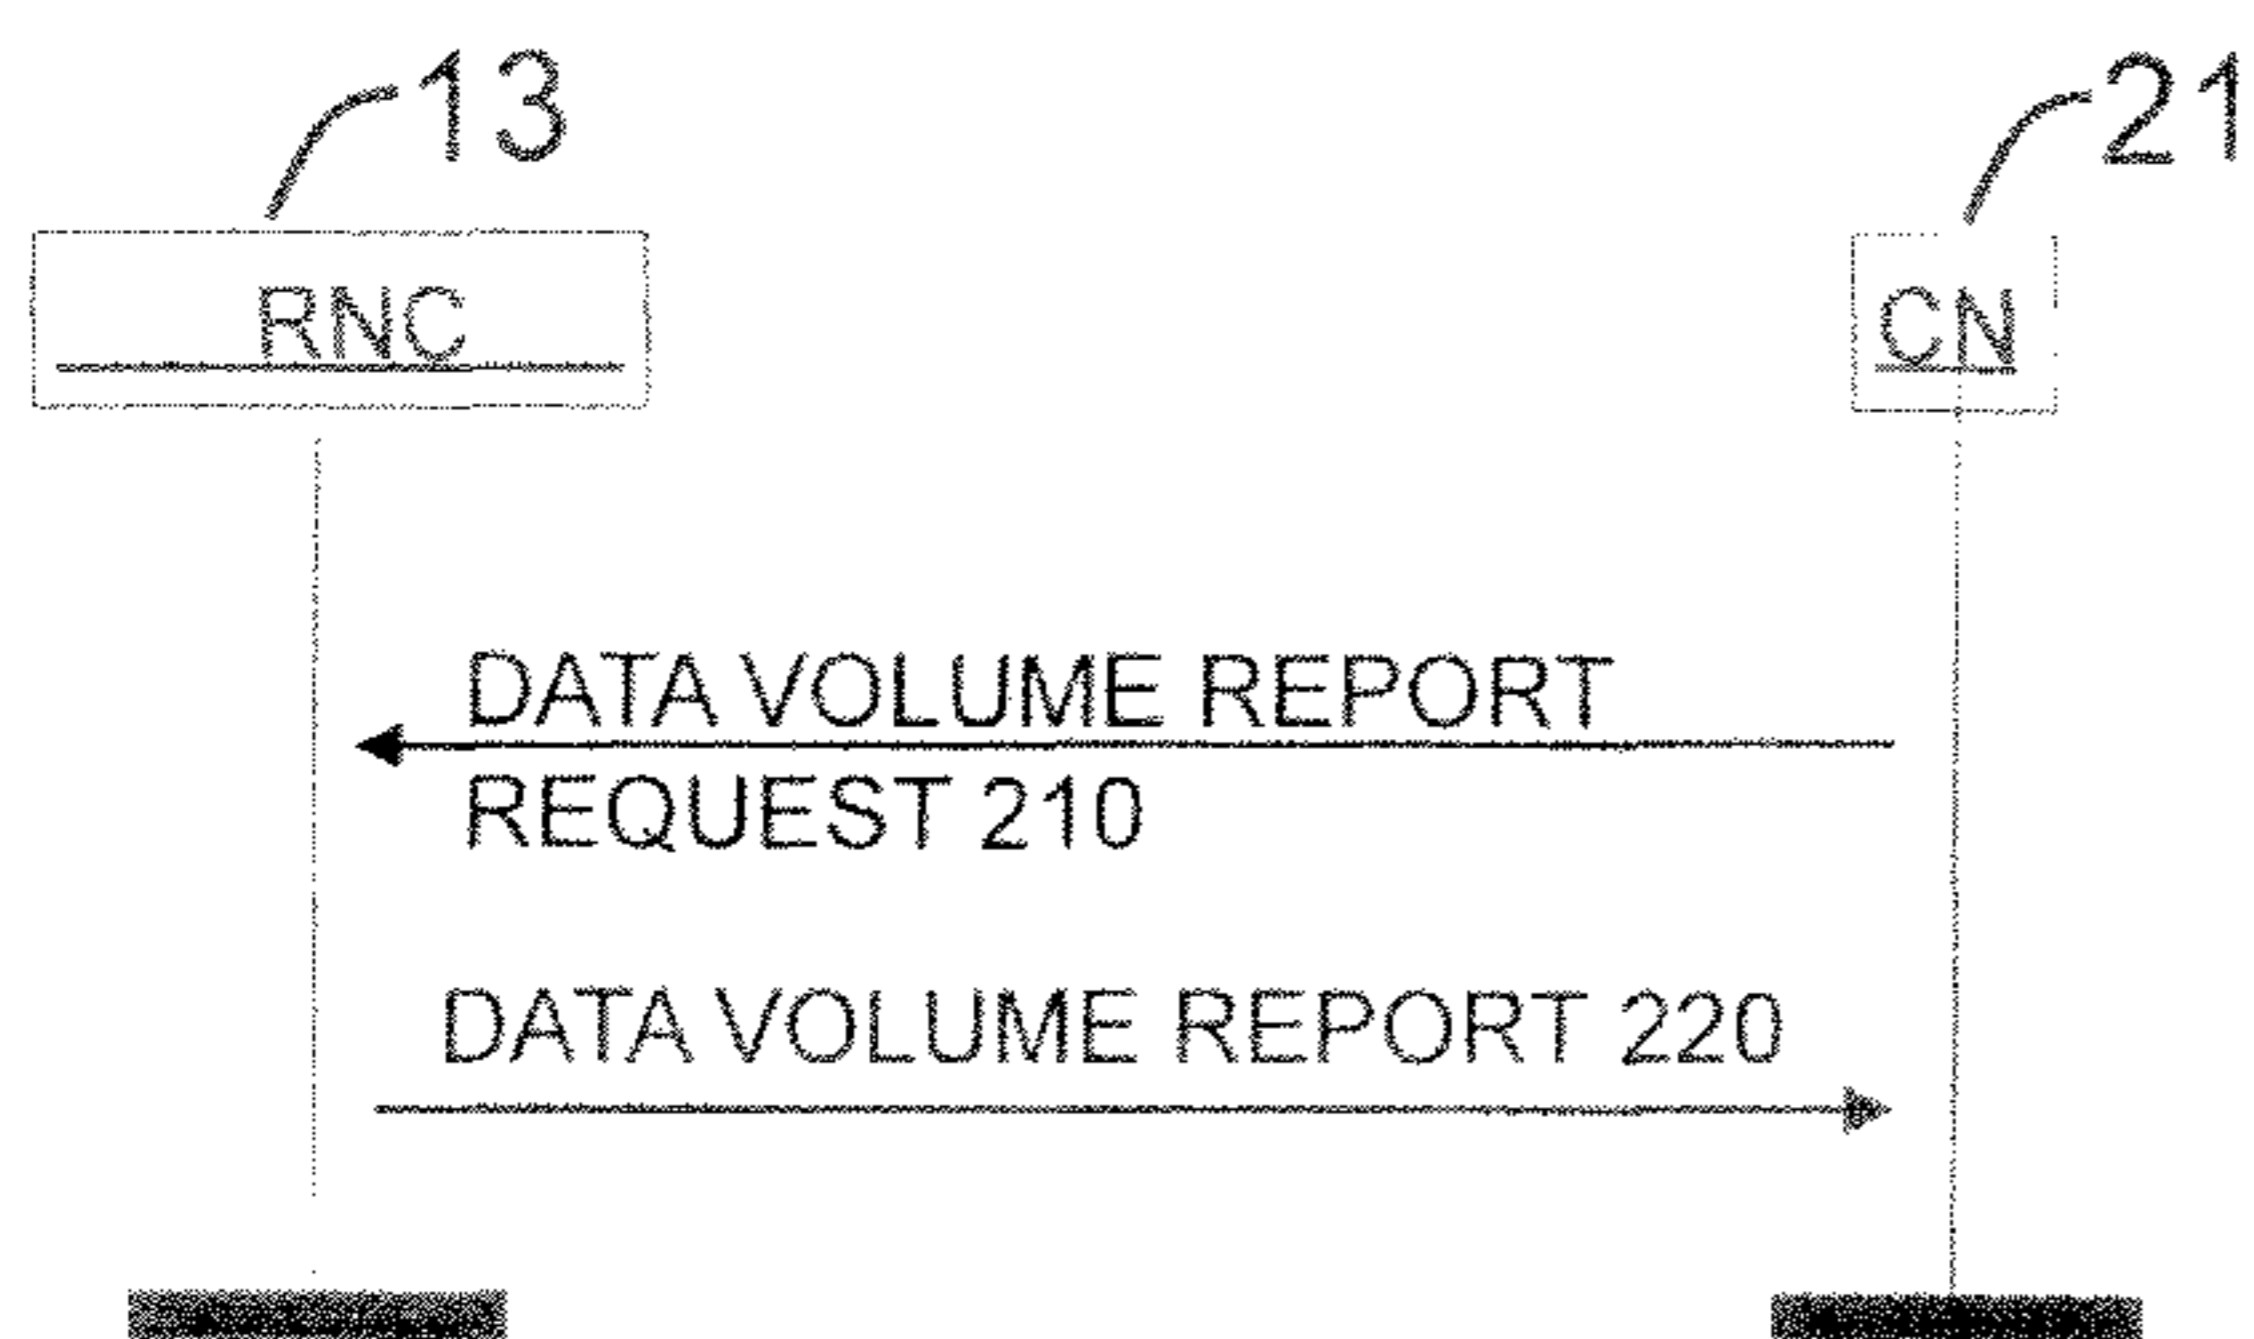 13
21
RNC
CN
DATA VOLUME REPORT
REQUEST 210
DATA VOLUME REPORT 220